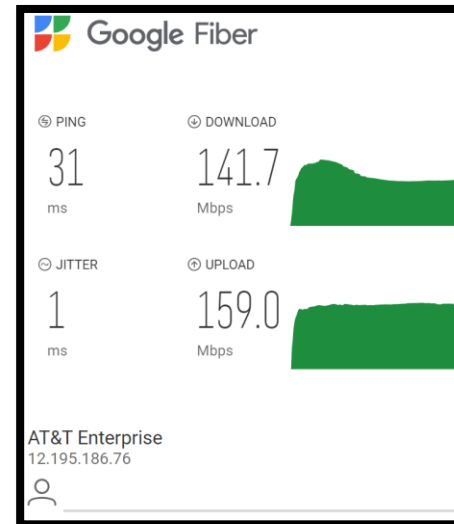 Google Fiber
PING
31
ms
DOWNLOAD
141.7
Mbps
JITTER
1
ms
UPLOAD
159.0
Mbps
AT&T Enterprise
12.195.186.76